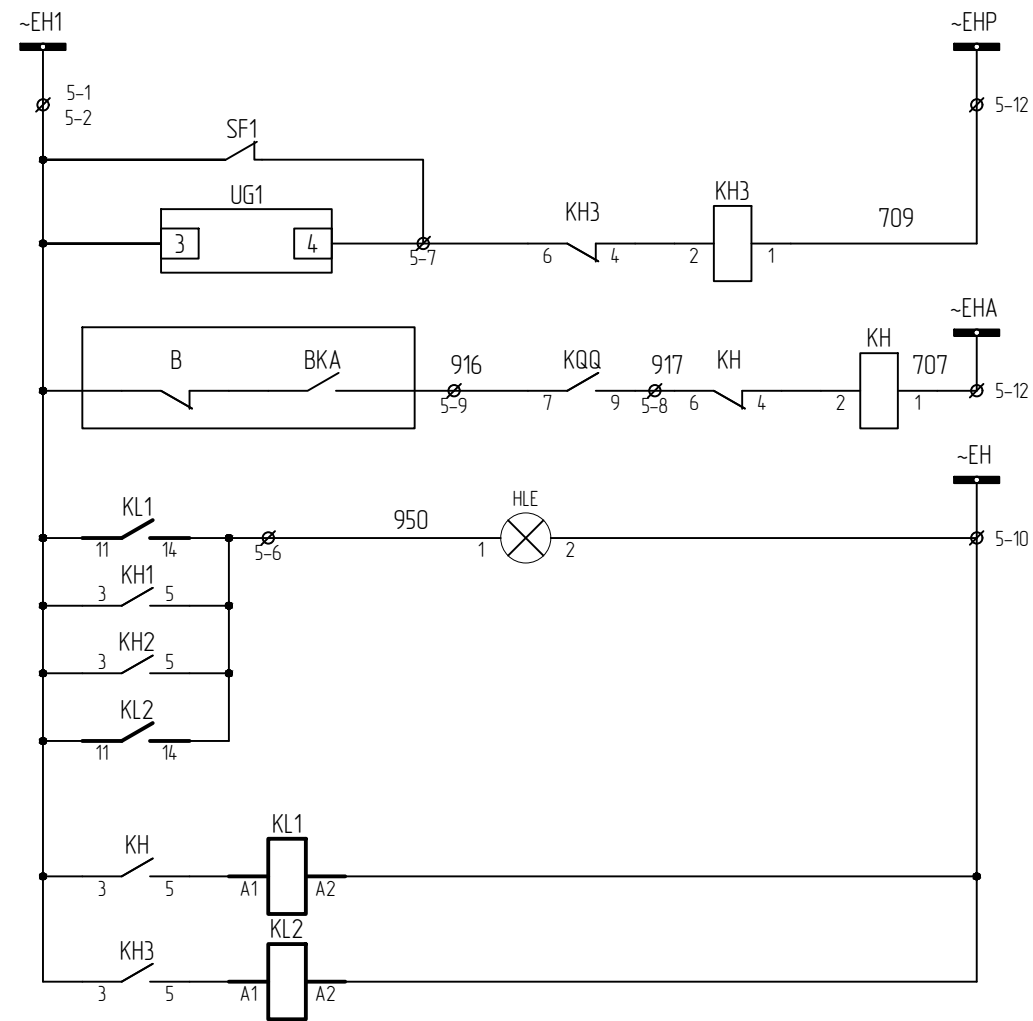 ~EH1
~EHP
5-1
5-2
5-12
SF1
UG1
3
4
5-7
KH3
6
4
KH3
2
1
709
~EHA
B
BKA
916
5-9
KQQ
7
9
917
5-8
KH
6
4
KH
2
1
707
5-12
~EH
KL1
11
14
5-6
950
HLE
1
2
5-10
KH1
3
5
KH2
3
5
KL2
11
14
KH
3
5
KL1
A1
A2
KH3
3
5
KL2
A1
A2